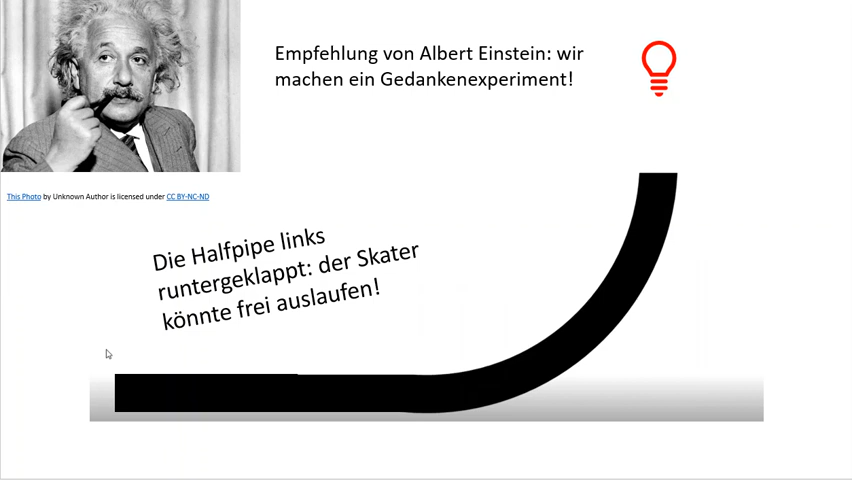 Empfehlung von Albert Einstein: wir
machen ein Gedankenexperiment!
This Photo by Unknown Author is licensed under CC BY-NC-ND
Die Halfpipe links
runtergeklappt: der Skater
könnte frei auslaufen!